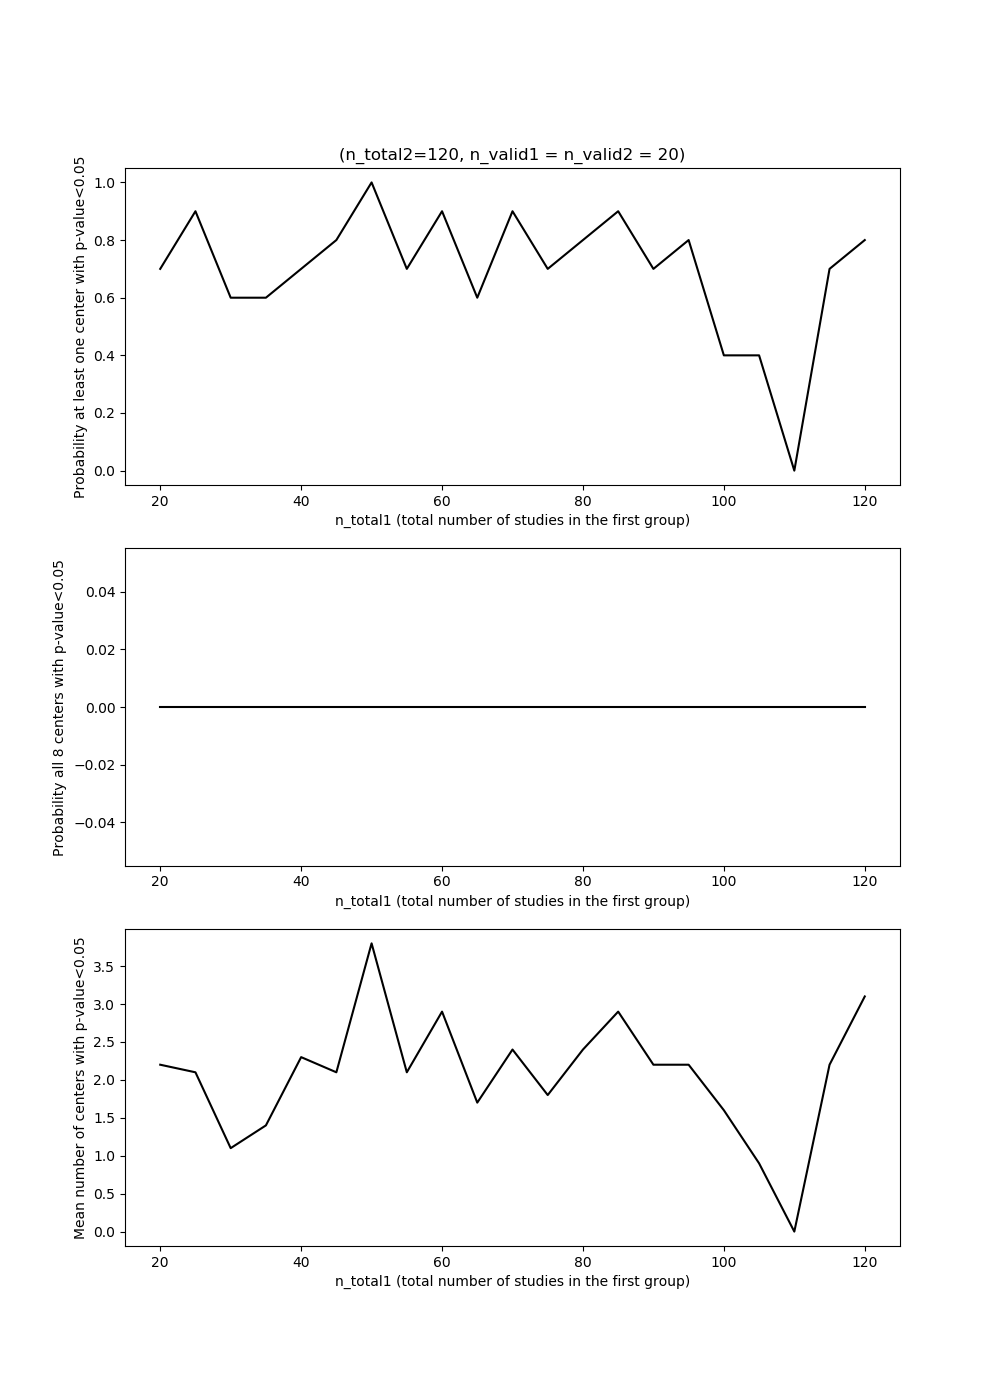 (n_total2=120, n_valid1 = n_valid2 = 20)
Probability at least one center with p-value<0.05
1.0
0.8
0.6
0.4
0.2
0.0
20 40 60 80 100 120
n_total1 (total number of studies in the first group)
Probability all 8 centers with p-value<0.05
0.04
0.02
0.00
−0.02
−0.04
20 40 60 80 100 120
n_total1 (total number of studies in the first group)
Mean number of centers with p-value<0.05
3.5
3.0
2.5
2.0
1.5
1.0
0.5
0.0
20 40 60 80 100 120
n_total1 (total number of studies in the first group)